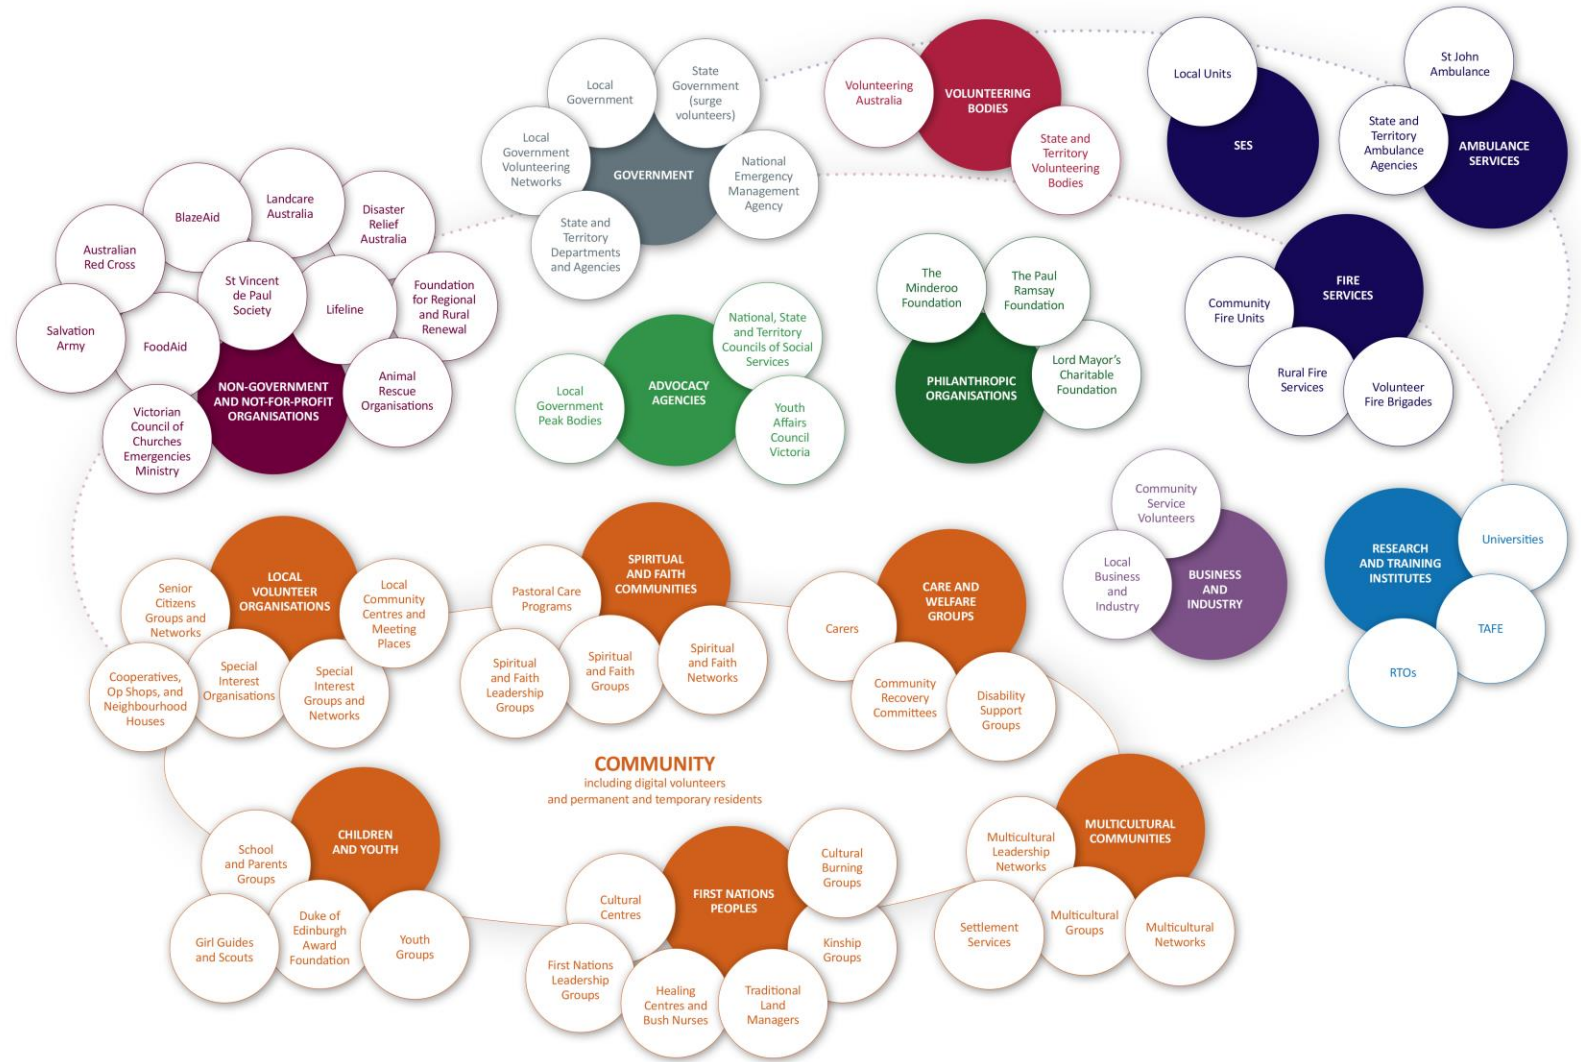 Local
Government
State
Government
(surge
volunteers)
Local
Government
Volunteering
Networks
GOVERNMENT
National
Emergency
Management
Agency
State and
Territory
Departments
and Agencies
Volunteering
Australia
VOLUNTEERING
BODIES
State and
Territory
Volunteering
Bodies
Local Units
SES
St John
Ambulance
State and
Territory
Ambulance
Agencies
AMBULANCE
SERVICES
BlazeAid
Landcare
Australia
Disaster
Relief
Australia
Australian
Red Cross
St Vincent
de Paul
Society
Lifeline
Foundation
for Regional
and Rural
Renewal
Salvation
Army
FoodAid
NON-GOVERNMENT
AND NOT-FOR-PROFIT
ORGANISATIONS
Animal
Rescue
Organisations
Victorian
Council of
Churches
Emergencies
Ministry
National, State
and Territory
Councils of Social
Services
Local
Government
Peak Bodies
ADVOCACY
AGENCIES
Youth
Affairs
Council
Victoria
The
Minderoo
Foundation
The Paul
Ramsay
Foundation
PHILANTHROPIC
ORGANISATIONS
Lord Mayor's
Charitable
Foundation
FIRE
SERVICES
Community
Fire Units
Rural Fire
Services
Volunteer
Fire Brigades
Community
Service
Volunteers
Local
Business
and
Industry
BUSINESS
AND
INDUSTRY
RESEARCH
AND TRAINING
INSTITUTES
Universities
TAFE
RTOs
LOCAL
VOLUNTEER
ORGANISATIONS
Senior
Citizens
Groups and
Networks
Local
Community
Centres and
Meeting
Places
Cooperatives,
Op Shops, and
Neighbourhood
Houses
Special
Interest
Organisations
Special
Interest
Groups and
Networks
SPIRITUAL
AND FAITH
COMMUNITIES
Pastoral Care
Programs
Spiritual
and Faith
Leadership
Groups
Spiritual
and Faith
Groups
Spiritual
and Faith
Networks
CARE AND
WELFARE
GROUPS
Carers
Community
Recovery
Committees
Disability
Support
Groups
COMMUNITY
including digital volunteers
and permanent and temporary residents
CHILDREN
AND YOUTH
School
and Parents
Groups
Girl Guides
and Scouts
Duke of
Edinburgh
Award
Foundation
Youth
Groups
FIRST NATIONS
PEOPLES
Cultural
Burning
Groups
Cultural
Centres
Kinship
Groups
First Nations
Leadership
Groups
Healing
Centres and
Bush Nurses
Traditional
Land
Managers
MULTICULTURAL
COMMUNITIES
Multicultural
Leadership
Networks
Settlement
Services
Multicultural
Groups
Multicultural
Networks